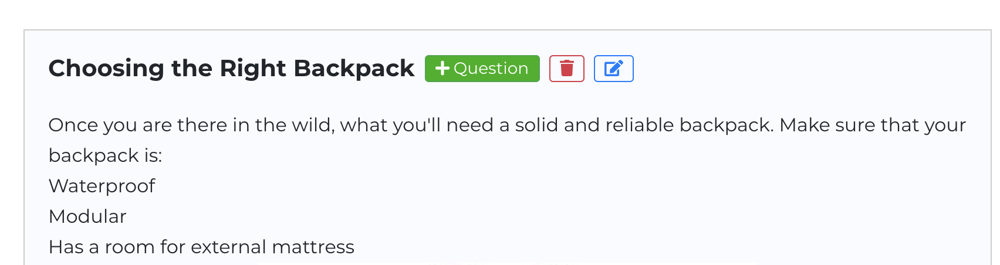 Choosing the Right Backpack + Question
Once you are there in the wild, what you'll need a solid and reliable backpack. Make sure that your
backpack is:
Waterproof
Modular
Has a room for external mattress